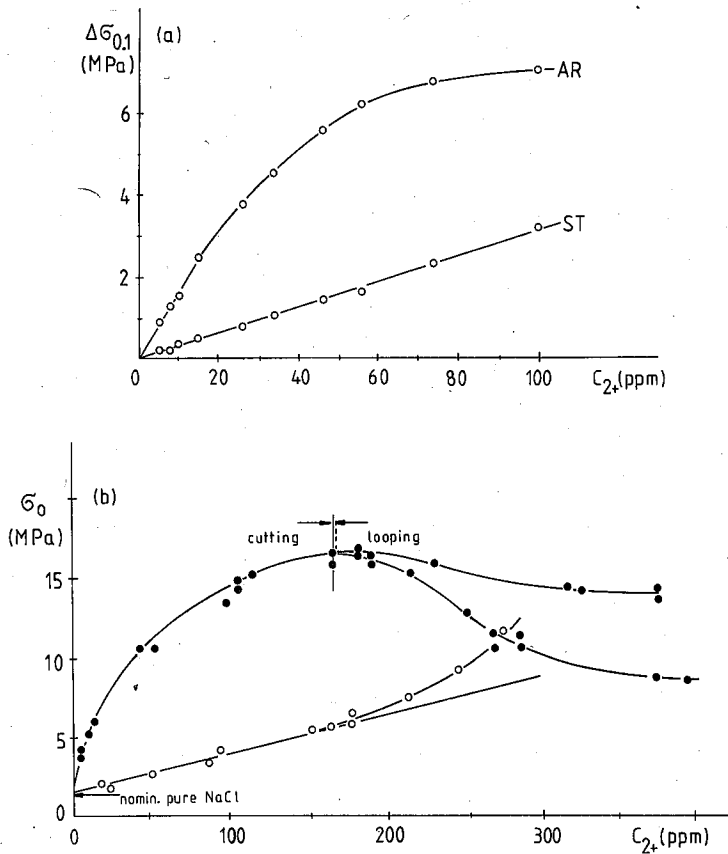 Δσ0.1 (a)
(MPa)
AR
6
4
ST
2
0 20 40 60 80 100 C2+(ppm)
σ0 (b)
(MPa)
cutting looping
15
10
5
nomin. pure NaCl
0
0 100 200 300 C2+(ppm)